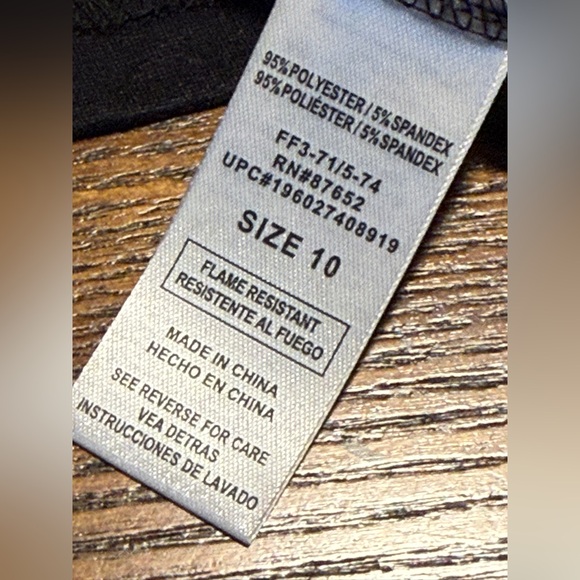 95%POLYESTER/5%SPANDEX
95%POLIÉSTER/5%SPANDEX
FF3-71/5-74
RN#87652
UPC#196027408919
SIZE 10
FLAME RESISTANT
RESISTENTE AL FUEGO
MADE IN CHINA
HECHO EN CHINA
SEE REVERSE FOR CARE
VEA DETRAS
INSTRUCCIONES DE LAVADO